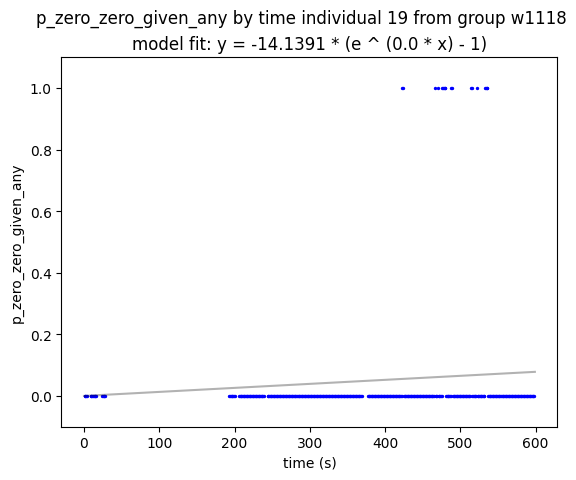 p_zero_zero_given_any by time individual 19 from group w1118
model fit: y = -14.1391 * (e ^ (0.0 * x) - 1)
1.0
0.8
0.6
0.4
0.2
0.0
p_zero_zero_given_any
0 100 200 300 400 500 600
time (s)